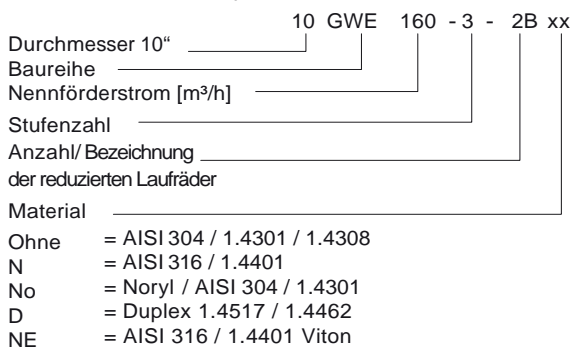 10 GWE 160 - 3 - 2B xx
Durchmesser 10“
Baureihe
Nennförderstrom [m³/h]
Stufenzahl
Anzahl/ Bezeichnung
der reduzierten Laufräder
Material
Ohne = AISI 304 / 1.4301 / 1.4308
N = AISI 316 / 1.4401
No = Noryl / AISI 304 / 1.4301
D = Duplex 1.4517 / 1.4462
NE = AISI 316 / 1.4401 Viton